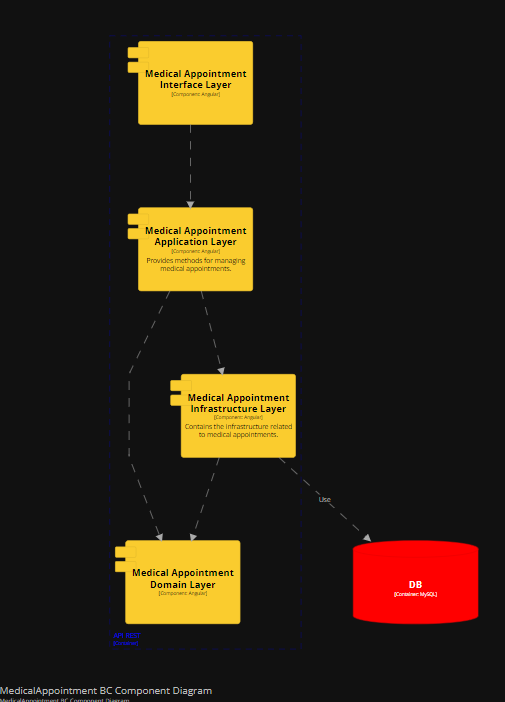 Medical Appointment
Interface Layer
[Component: Angular]
Medical Appointment
Application Layer
[Component: Angular]
Provides methods for managing
medical appointments.
Medical Appointment
Infrastructure Layer
[Component: Angular]
Contains the infrastructure related
to medical appointments.
Use
Medical Appointment
Domain Layer
[Component: Angular]
DB
[Container: MySQL]
API REST
MedicalAppointment BC Component Diagram
MedicalAppointment BC Component Diagram